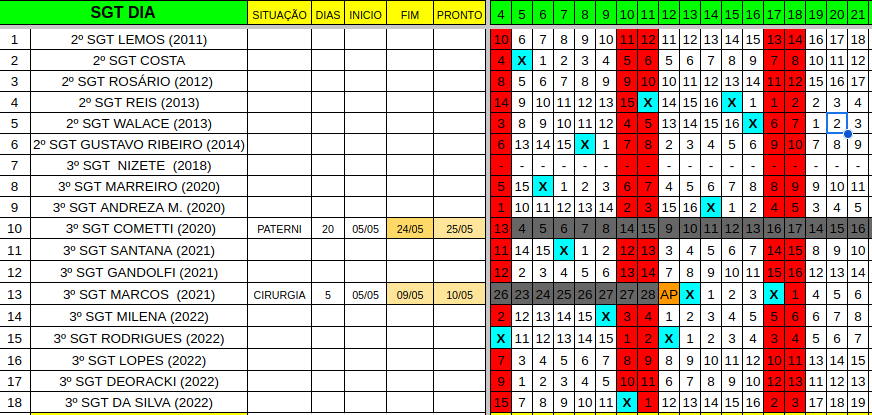 SGT DIA SITUAÇÃO DIAS INICIO FIM PRONTO 4 5 6 7 8 9 10 11 12 13 14 15 16 17 18 19 20 21
1 2º SGT LEMOS (2011) 10 6 7 8 9 10 11 12 11 12 13 14 15 13 14 16 17 18
2 2º SGT COSTA 4 X 1 2 3 4 5 6 5 6 7 8 9 7 8 10 11 12
3 2º SGT ROSÁRIO (2012) 8 5 6 7 8 9 9 10 10 11 12 13 14 11 12 15 16 17
4 2º SGT REIS (2013) 14 9 10 11 12 13 15 X 14 15 16 X 1 1 2 2 3 4
5 2º SGT WALACE (2013) 3 8 9 10 11 12 4 5 13 14 15 16 X 6 7 1 2 3
6 2º SGT GUSTAVO RIBEIRO (2014) 6 13 14 15 X 1 7 8 2 3 4 5 6 9 10 7 8 9
7 3º SGT NIZETE (2018) - - - - - - - - - - - - - - - - - -
8 3º SGT MARREIRO (2020) 5 15 X 1 2 3 6 7 4 5 6 7 8 8 9 9 10 11
9 3º SGT ANDREZA M. (2020) 1 10 11 12 13 14 2 3 15 16 X 1 2 4 5 3 4 5
10 3º SGT COMETTI (2020) PATERNI 20 05/05 24/05 25/05 13 4 5 6 7 8 14 15 9 10 11 12 13 16 17 14 15 16
11 3º SGT SANTANA (2021) 11 14 15 X 1 2 12 13 3 4 5 6 7 14 15 8 9 10
12 3º SGT GANDOLFI (2021) 12 2 3 4 5 6 13 14 7 8 9 10 11 15 16 12 13 14
13 3º SGT MARCOS (2021) CIRURGIA 5 05/05 09/05 10/05 26 23 24 25 26 27 27 28 AP X 1 2 3 X 1 4 5 6
14 3º SGT MILENA (2022) 2 12 13 14 15 X 3 4 1 2 3 4 5 5 6 6 7 8
15 3º SGT RODRIGUES (2022) X 11 12 13 14 15 1 2 X 1 2 3 4 3 4 5 6 7
16 3º SGT LOPES (2022) 7 3 4 5 6 7 8 9 8 9 10 11 12 10 11 13 14 15
17 3º SGT DEORACKI (2022) 9 1 2 3 4 5 10 11 6 7 8 9 10 12 13 11 12 13
18 3º SGT DA SILVA (2022) 15 7 8 9 10 11 X 1 12 13 14 15 16 2 3 17 18 19